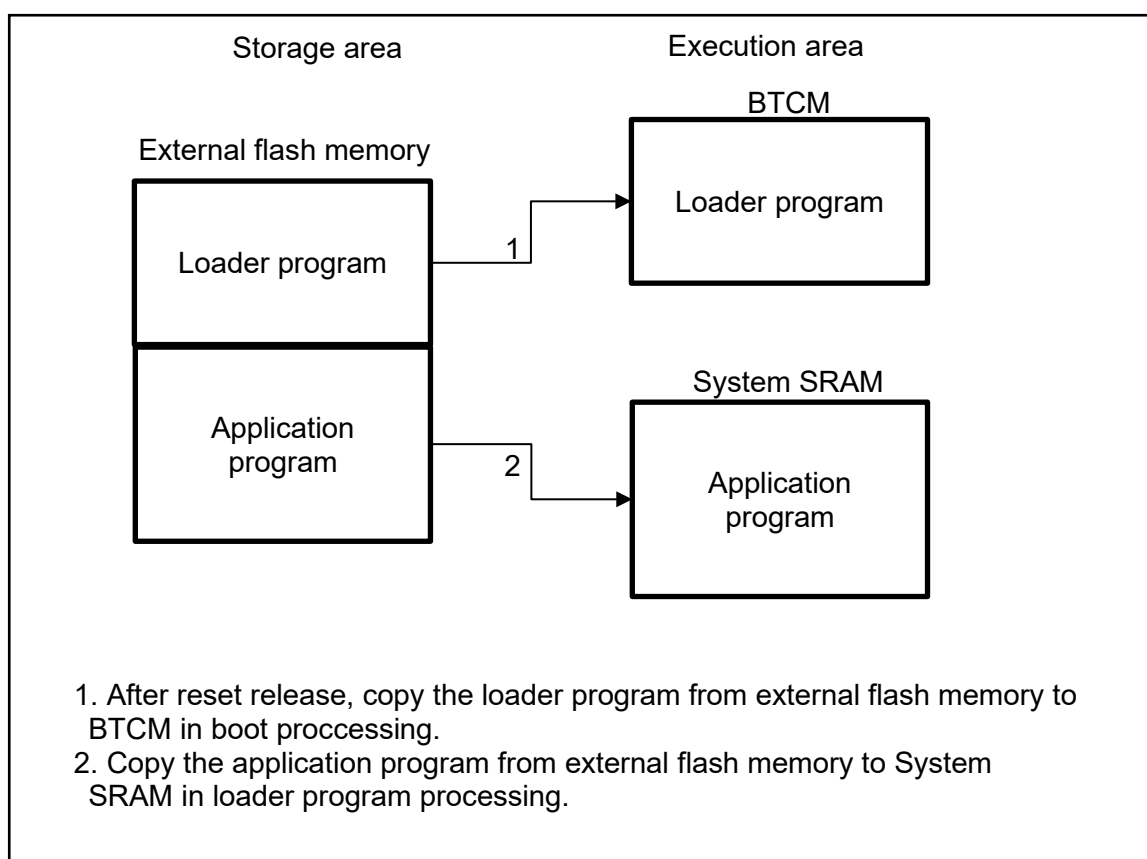 Storage area
Execution area
BTCM
External flash memory
Loader program
Loader program
1
System SRAM
Application
program
2
Application
program
1. After reset release, copy the loader program from external flash memory to
BTCM in boot proccessing.
2. Copy the application program from external flash memory to System
SRAM in loader program processing.